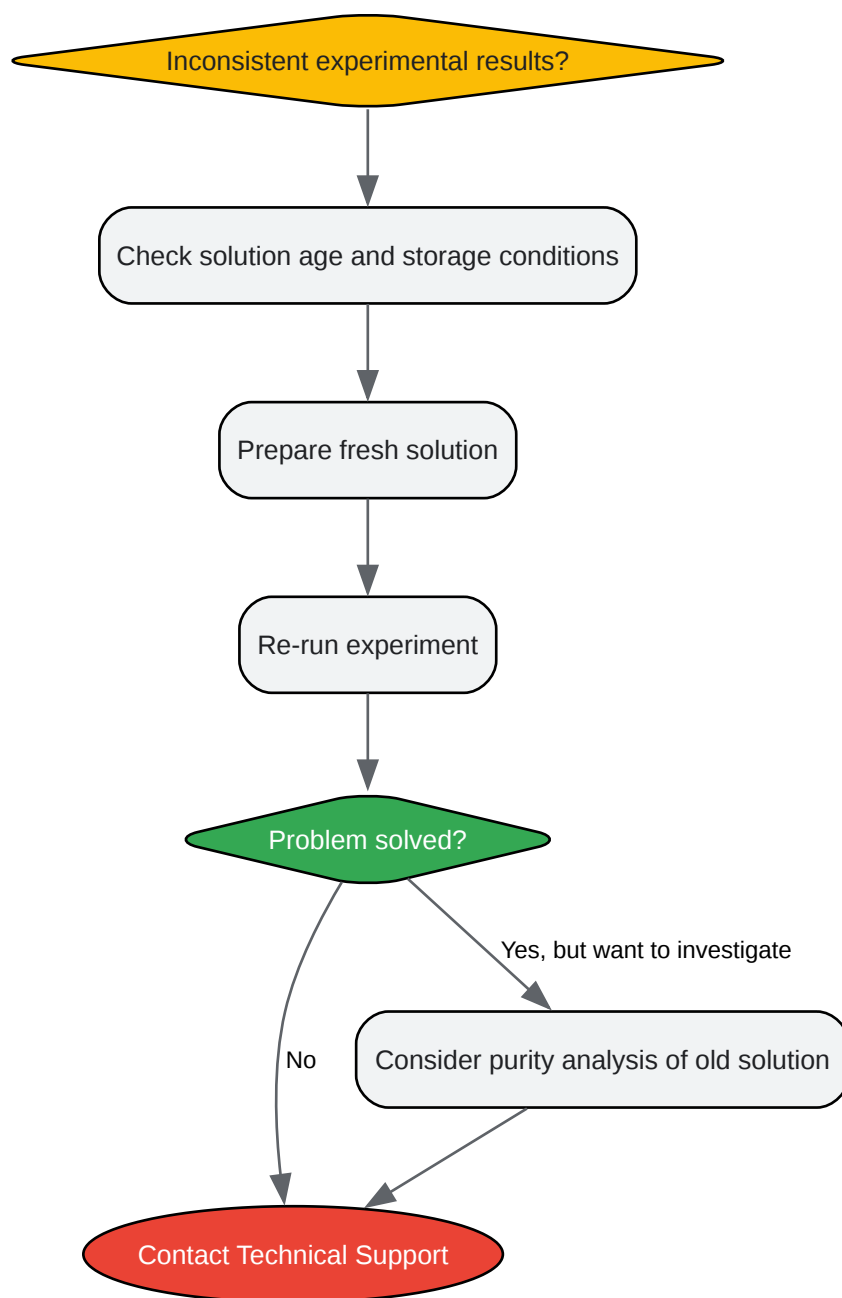 Inconsistent experimental results?
Check solution age and storage conditions
Prepare fresh solution
Re-run experiment
Problem solved?
Yes, but want to investigate
No
Consider purity analysis of old solution
Contact Technical Support